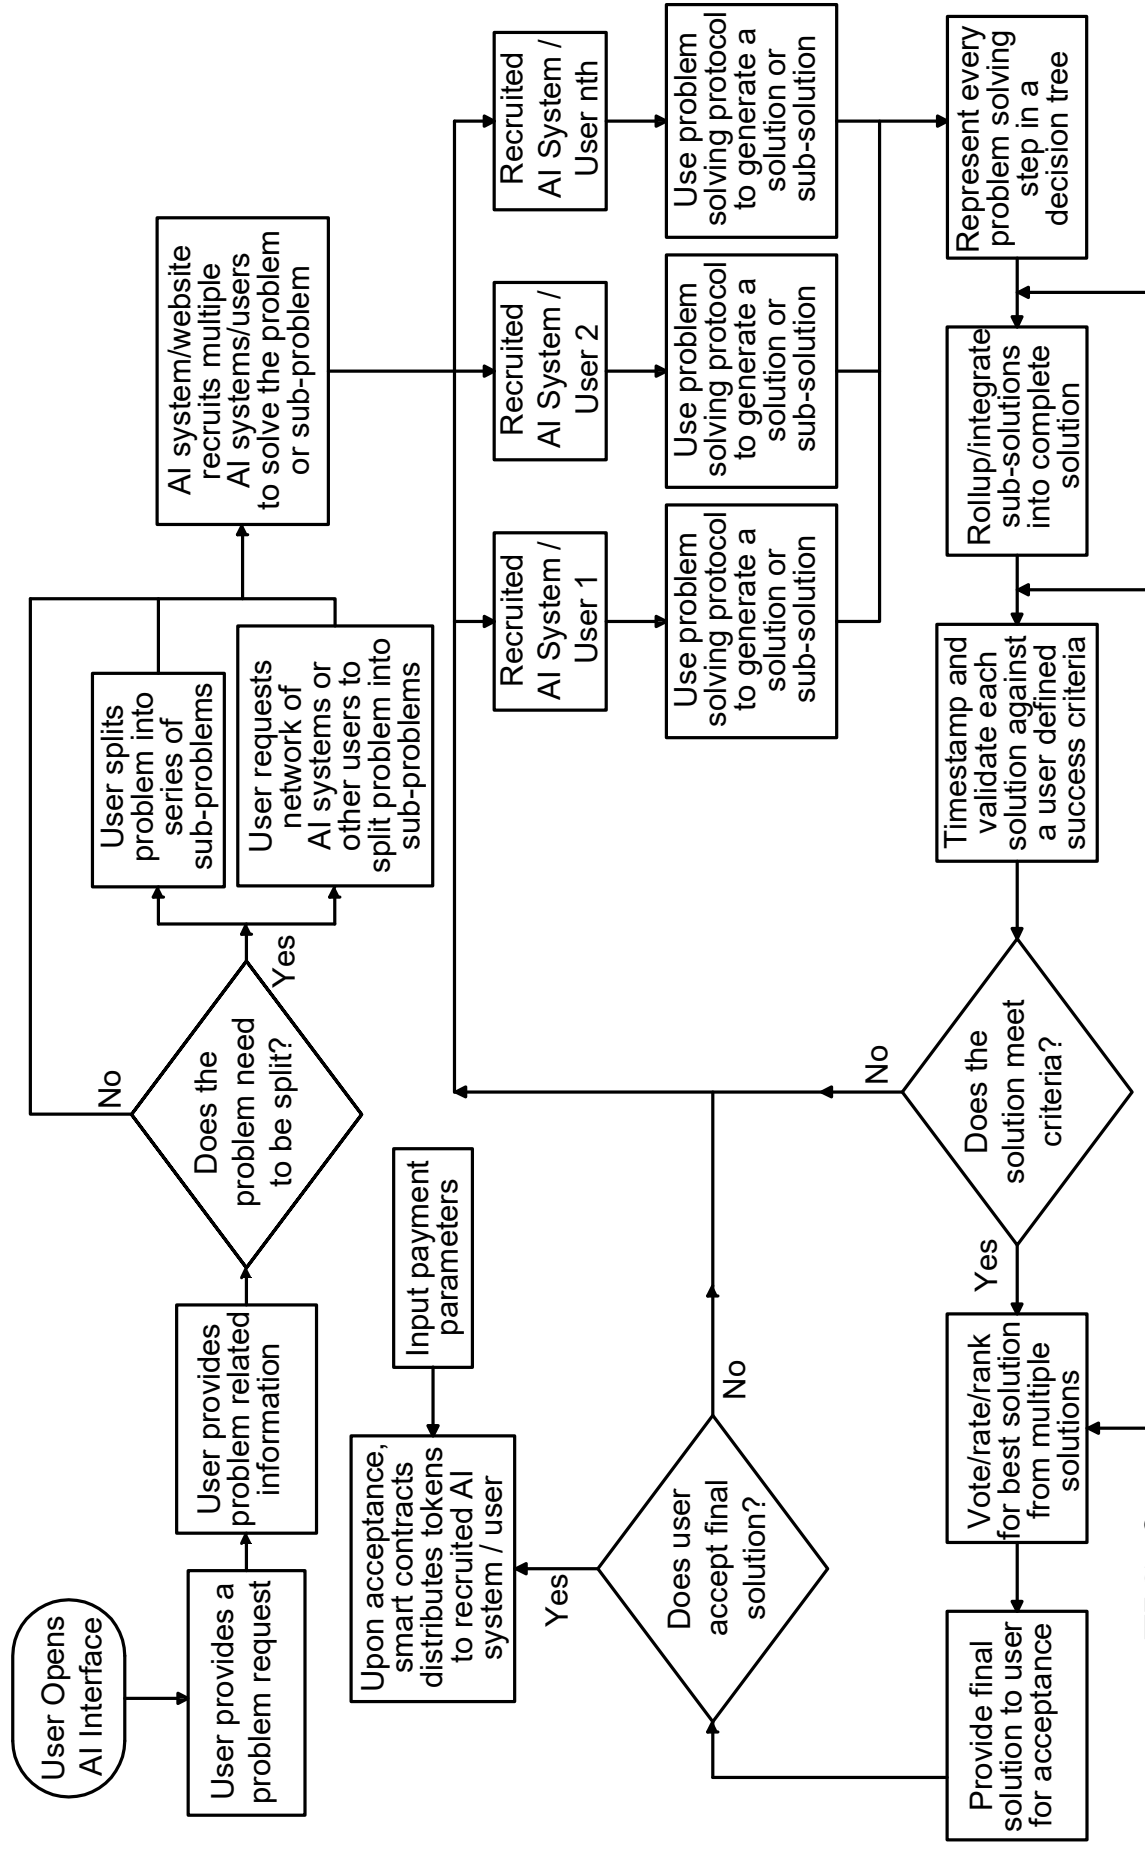 User Opens
AI Interface
User provides a
problem request
User provides
problem related
information
Does the
problem need
to be split?
No
Yes
User splits
problem into
series of
sub-problems
User requests
network of
AI systems or
other users to
split problem into
sub-problems
AI system/website
recruits multiple
AI systems/users
to solve the problem
or sub-problem
Recruited
AI System /
User 1
Recruited
AI System /
User 2
Recruited
AI System /
User nth
Use problem
solving protocol
to generate a
solution or
sub-solution
Use problem
solving protocol
to generate a
solution or
sub-solution
Use problem
solving protocol
to generate a
solution or
sub-solution
Represent every
problem solving
step in a
decision tree
Rollup/integrate
sub-solutions
into complete
solution
Timestamp and
validate each
solution against
a user defined
success criteria
Does the
solution meet
criteria?
No
Yes
Vote/rate/rank
for best solution
from multiple
solutions
Provide final
solution to user
for acceptance
Does user
accept final
solution?
No
Yes
Upon acceptance,
smart contracts
distributes tokens
to recruited AI
system / user
Input payment
parameters